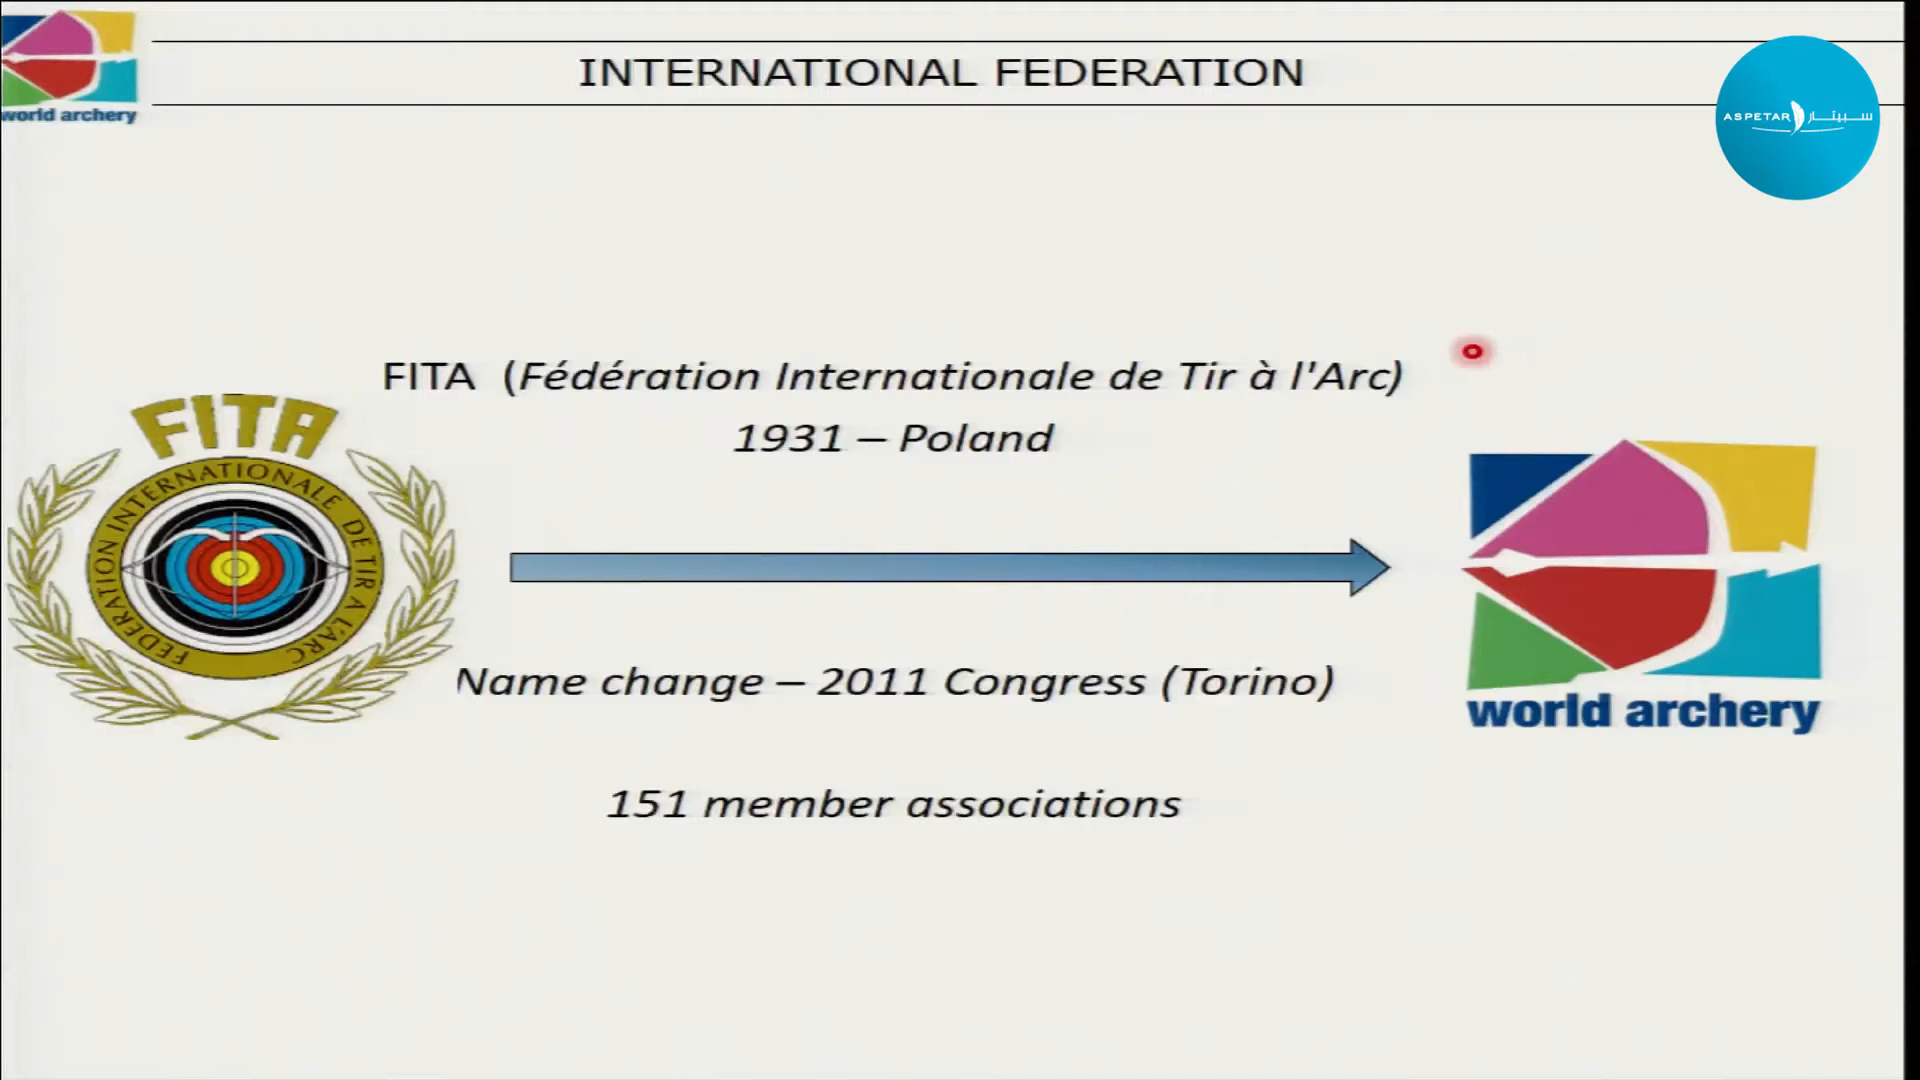 INTERNATIONAL FEDERATION
world archery
ASPETAR سبيتار
FITA (Fédération Internationale de Tir à l'Arc)
1931 – Poland
FITA
FEDERATION INTERNATIONALE DE TIR A L'ARC
Name change – 2011 Congress (Torino)
world archery
151 member associations